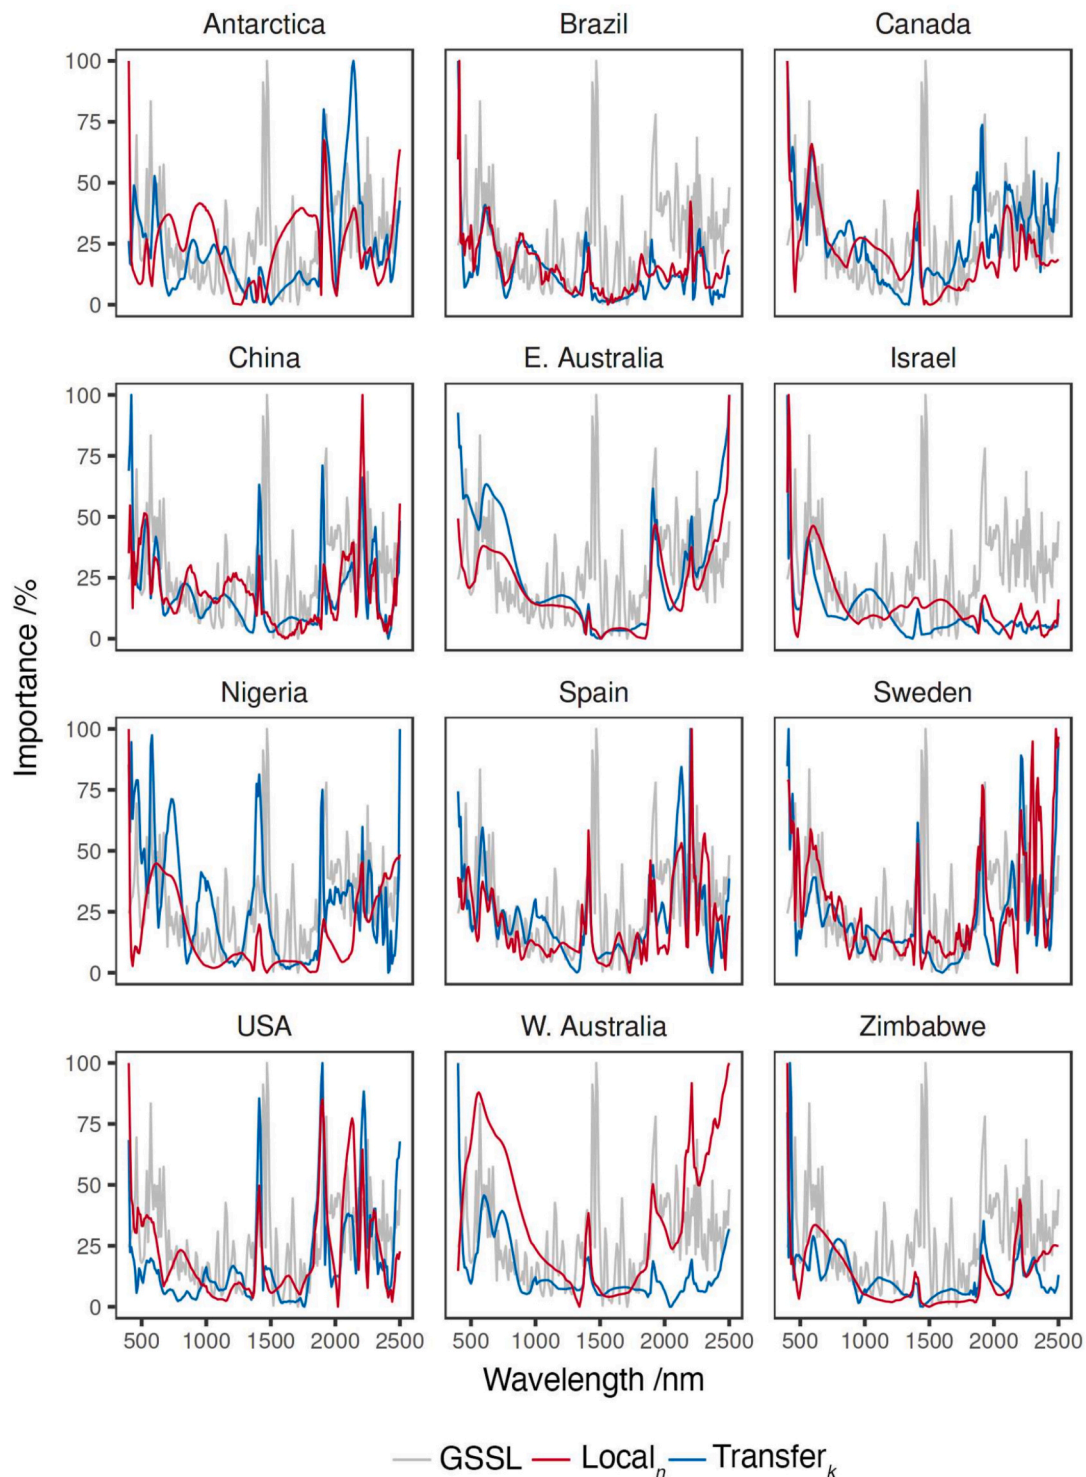 Antarctica Brazil Canada
100
75
50
25
0
China E. Australia Israel
100
75
50
25
0
Nigeria Spain Sweden
100
75
50
25
0
USA W. Australia Zimbabwe
100
75
50
25
0
500 1000 1500 2000 2500 500 1000 1500 2000 2500 500 1000 1500 2000 2500
Importance /%
Wavelength /nm
GSSL Localn Transferk